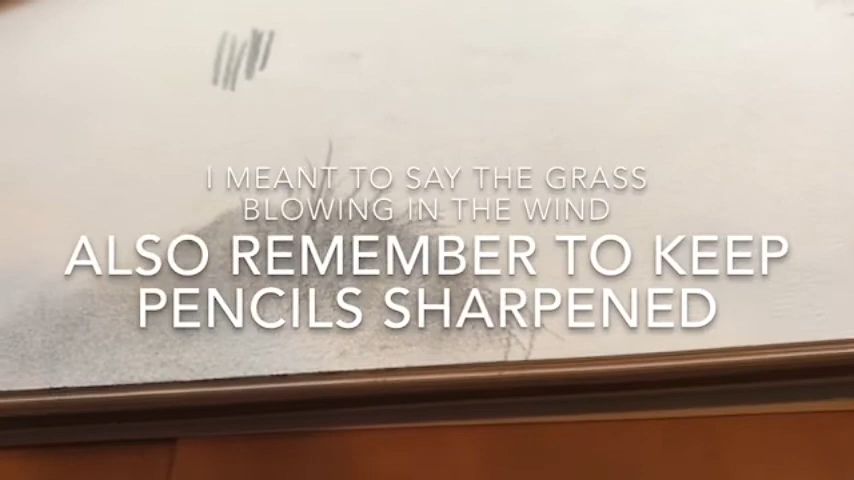 I MEANT TO SAY THE GRASS
BLOWING IN THE WIND
ALSO REMEMBER TO KEEP
PENCILS SHARPENED